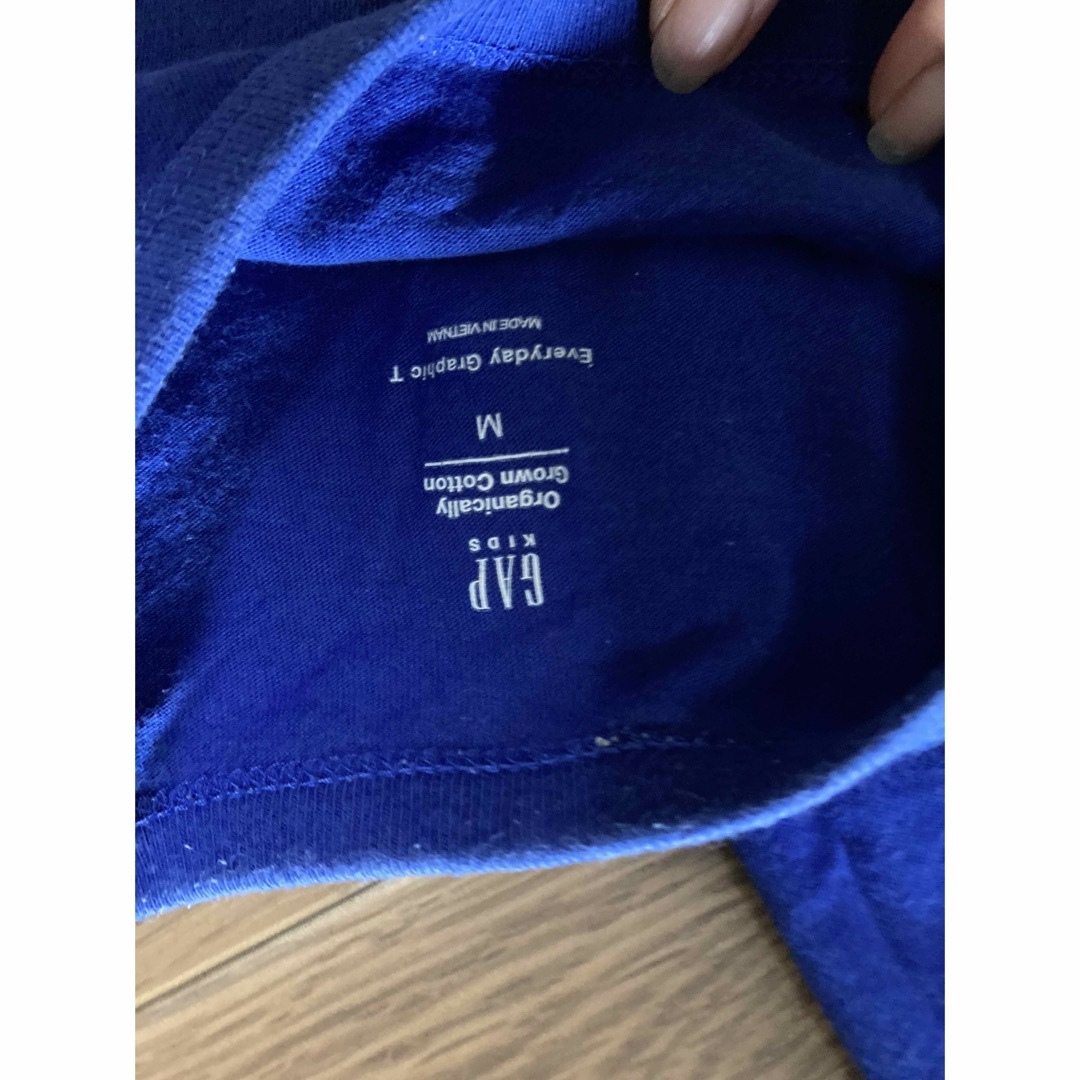 GAP
KIDS
Organically
Grown Cotton
M
Everyday Graphic T
MADE IN VIETNAM